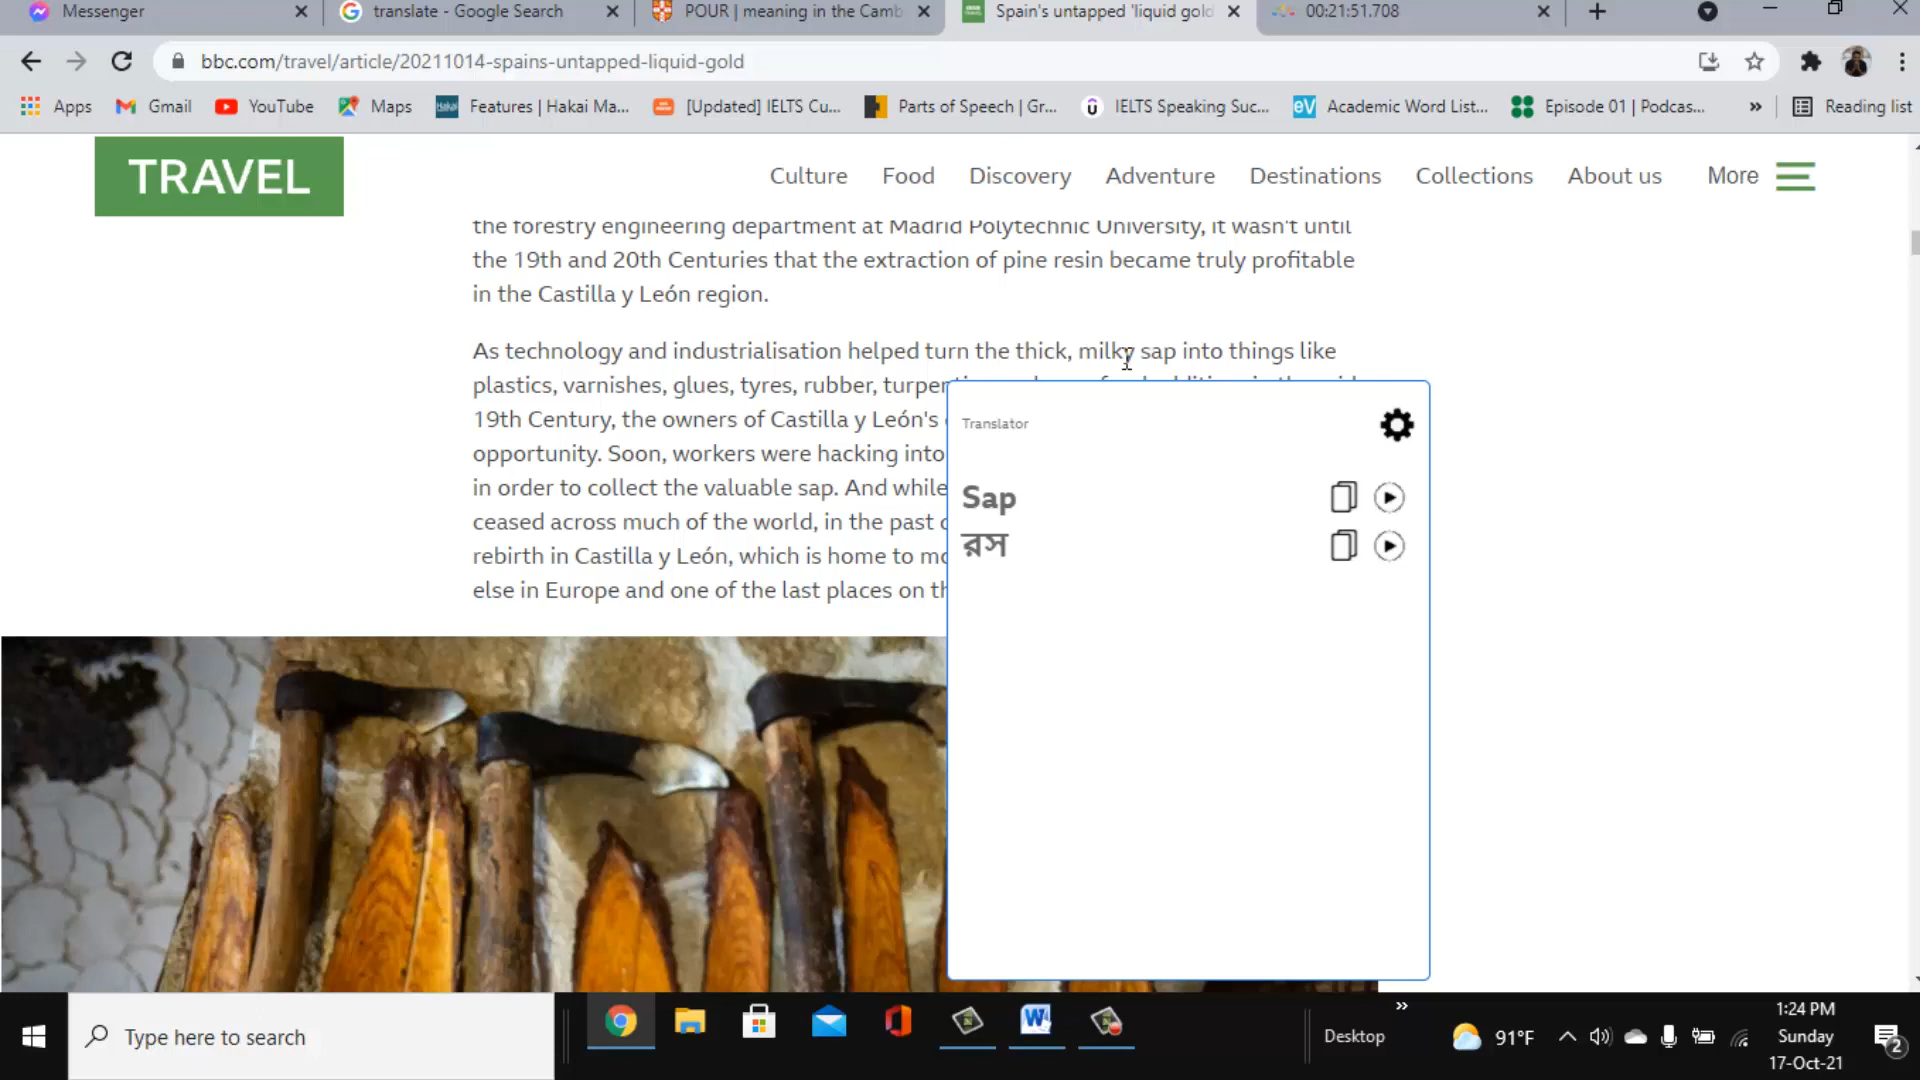 Messenger
translate - Google Search
POUR | meaning in the Camb
Spain's untapped 'liquid gold
00:21:51.708
bbc.com/travel/article/20211014-spains-untapped-liquid-gold
Apps
Gmail
YouTube
Maps
Features | Hakai Ma...
[Updated] IELTS Cu...
Parts of Speech | Gr...
IELTS Speaking Suc...
Academic Word List...
Episode 01 | Podcas...
»
Reading list
TRAVEL
Culture
Food
Discovery
Adventure
Destinations
Collections
About us
More
the forestry engineering department at Madrid Polytechnic University, it wasn't until
the 19th and 20th Centuries that the extraction of pine resin became truly profitable
in the Castilla y León region.
As technology and industrialisation helped turn the thick, milky sap into things like
plastics, varnishes, glues, tyres, rubber,
19th Century, the owners of Castilla y León's
opportunity. Soon, workers were hacking into
in order to collect the valuable sap. And while
ceased across much of the world, in the past
rebirth in Castilla y León, which is home to
else in Europe and one of the last places on
Translator
Sap
রস
Type here to search
Desktop
»
91°F
1:24 PM
Sunday
17-Oct-21
2